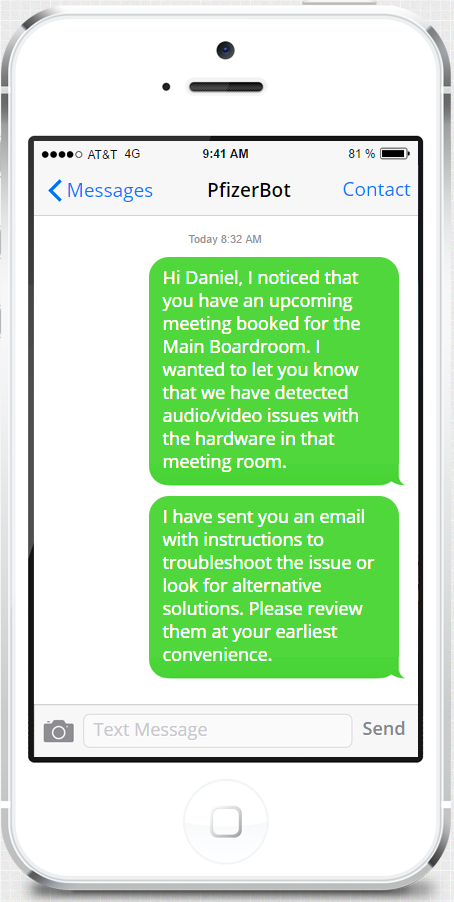 AT&T 4G 9:41 AM 81 %
Messages PfizerBot Contact
Today 8:32 AM
Hi Daniel, I noticed that
you have an upcoming
meeting booked for the
Main Boardroom. I
wanted to let you know
that we have detected
audio/video issues with
the hardware in that
meeting room.
I have sent you an email
with instructions to
troubleshoot the issue or
look for alternative
solutions. Please review
them at your earliest
convenience.
Text Message Send